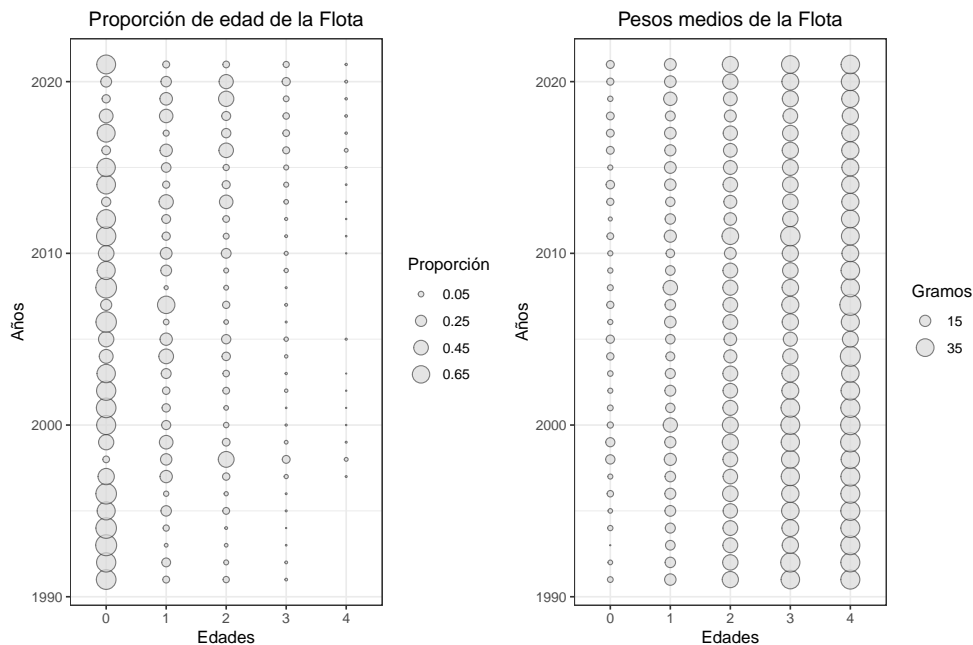 Proporción de edad de la Flota
2020
2010
2000
1990
Años
0 1 2 3 4
Edades
Proporción
0.05
0.25
0.45
0.65
Pesos medios de la Flota
2020
2010
2000
1990
Años
0 1 2 3 4
Edades
Gramos
15
35